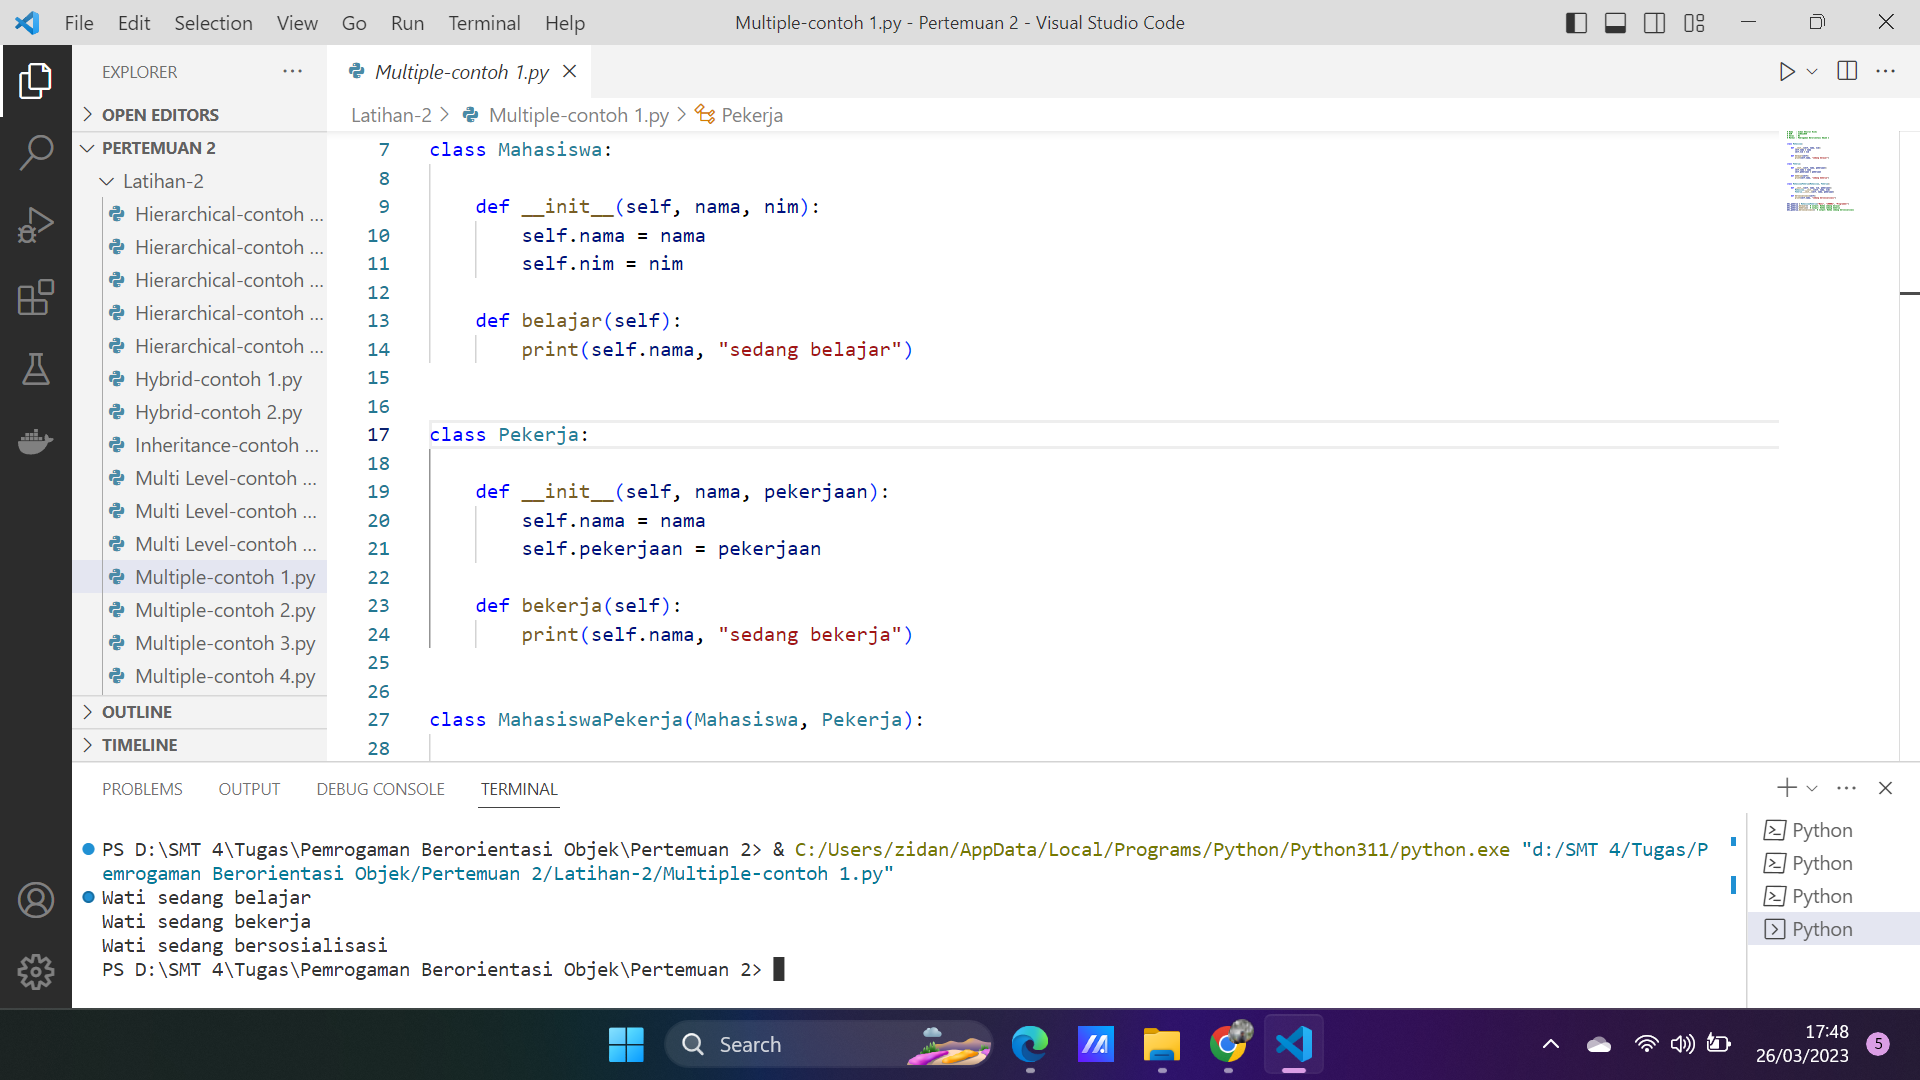 File Edit Selection View Go Run Terminal Help
Multiple-contoh 1.py - Pertemuan 2 - Visual Studio Code
EXPLORER
OPEN EDITORS
PERTEMUAN 2
Latihan-2
Hierarchical-contoh ...
Hierarchical-contoh ...
Hierarchical-contoh ...
Hierarchical-contoh ...
Hierarchical-contoh ...
Hybrid-contoh 1.py
Hybrid-contoh 2.py
Inheritance-contoh ...
Multi Level-contoh ...
Multi Level-contoh ...
Multi Level-contoh ...
Multiple-contoh 1.py
Multiple-contoh 2.py
Multiple-contoh 3.py
Multiple-contoh 4.py
OUTLINE
TIMELINE
Multiple-contoh 1.py
Latihan-2 > Multiple-contoh 1.py > Pekerja
7 class Mahasiswa:
8
9     def __init__(self, nama, nim):
10         self.nama = nama
11         self.nim = nim
12
13     def belajar(self):
14         print(self.nama, "sedang belajar")
15
16
17 class Pekerja:
18
19     def __init__(self, nama, pekerjaan):
20         self.nama = nama
21         self.pekerjaan = pekerjaan
22
23     def bekerja(self):
24         print(self.nama, "sedang bekerja")
25
26
27 class MahasiswaPekerja(Mahasiswa, Pekerja):
28
PROBLEMS OUTPUT DEBUG CONSOLE TERMINAL
PS D:\SMT 4\Tugas\Pemrogaman Berorientasi Objek\Pertemuan 2> & C:/Users/zidan/AppData/Local/Programs/Python/Python311/python.exe "d:/SMT 4/Tugas/P
emrogaman Berorientasi Objek/Pertemuan 2/Latihan-2/Multiple-contoh 1.py"
Wati sedang belajar
Wati sedang bekerja
Wati sedang bersosialisasi
PS D:\SMT 4\Tugas\Pemrogaman Berorientasi Objek\Pertemuan 2>
Python
Python
Python
Python
Search
17:48
26/03/2023
5